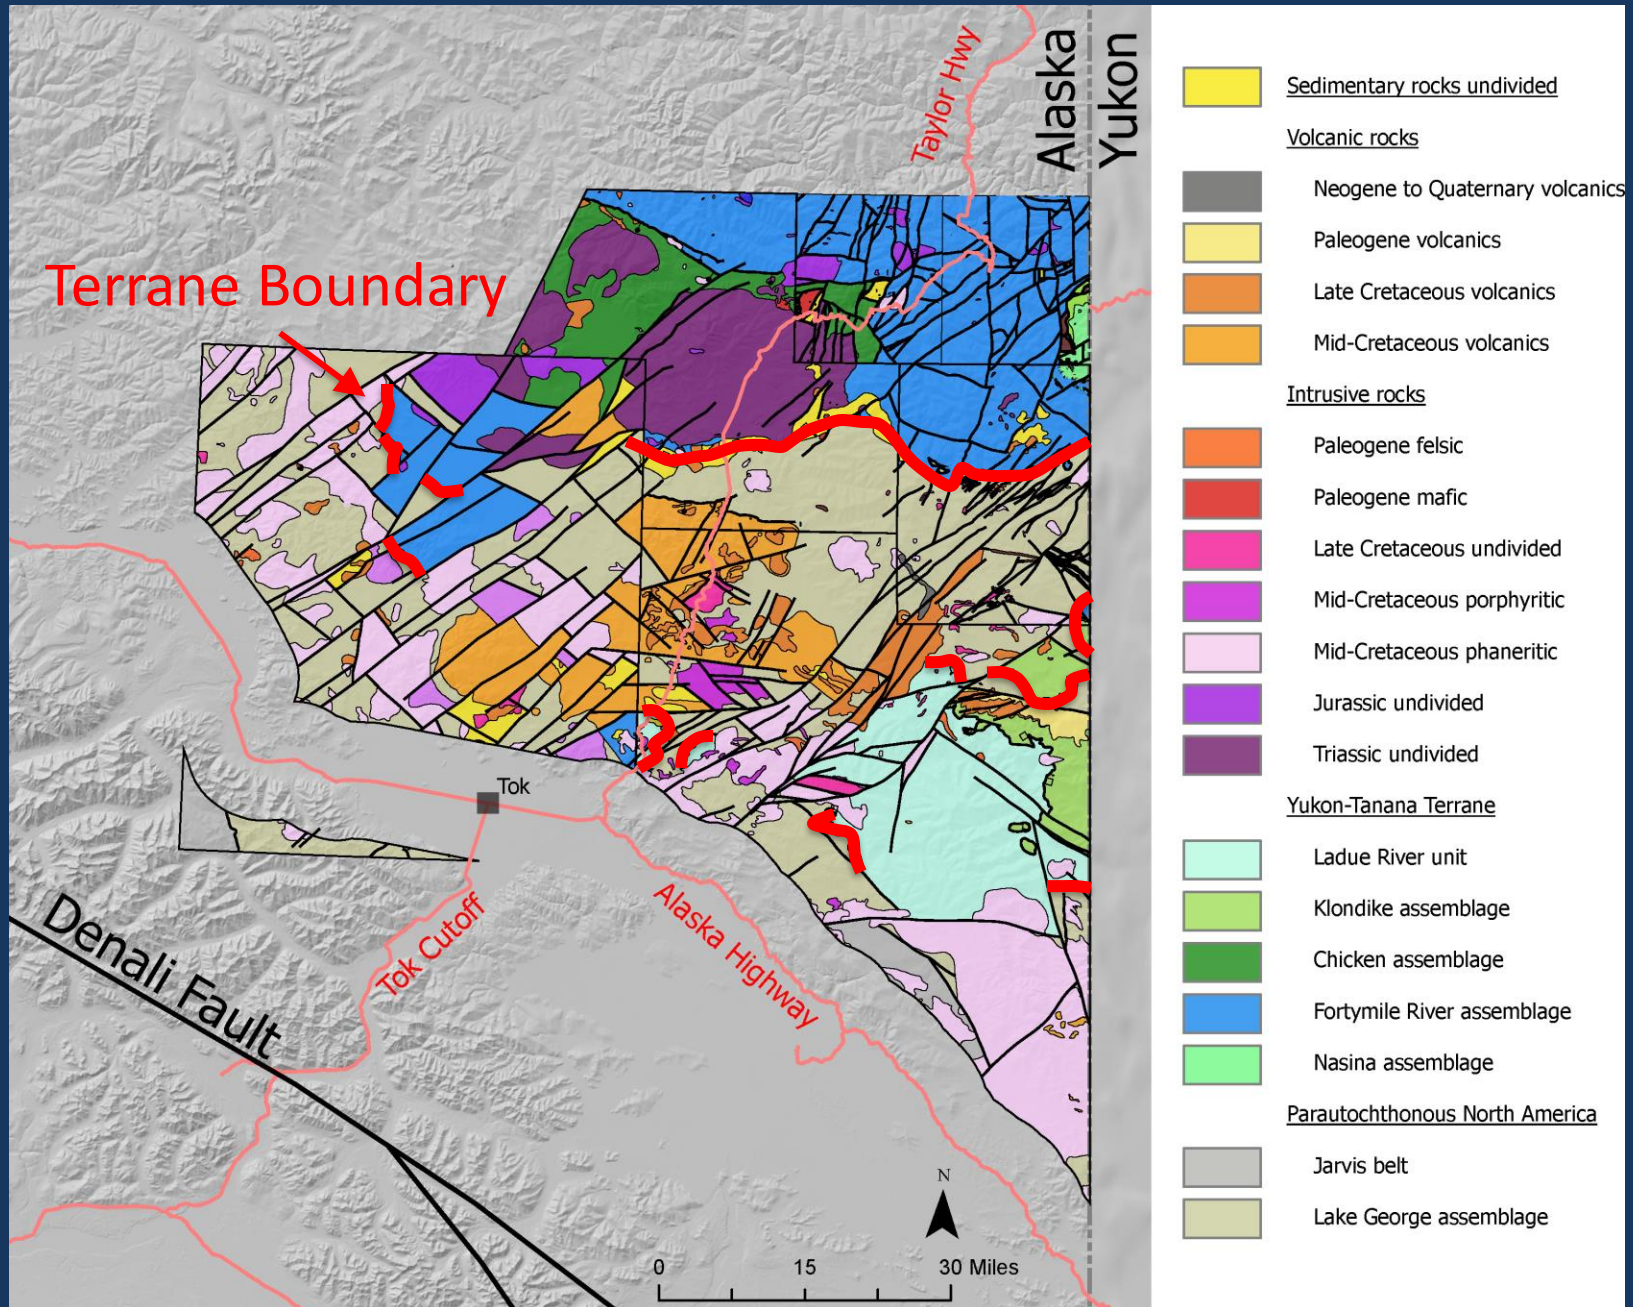 Alaska
Yukon
Taylor Hwy
Terrane Boundary
Tok
Tok Cutoff
Alaska Highway
Denali Fault
N
0 15 30 Miles
Sedimentary rocks undivided
Volcanic rocks
Neogene to Quaternary volcanics
Paleogene volcanics
Late Cretaceous volcanics
Mid-Cretaceous volcanics
Intrusive rocks
Paleogene felsic
Paleogene mafic
Late Cretaceous undivided
Mid-Cretaceous porphyritic
Mid-Cretaceous phaneritic
Jurassic undivided
Triassic undivided
Yukon-Tanana Terrane
Ladue River unit
Klondike assemblage
Chicken assemblage
Fortymile River assemblage
Nasina assemblage
Parautochthonous North America
Jarvis belt
Lake George assemblage